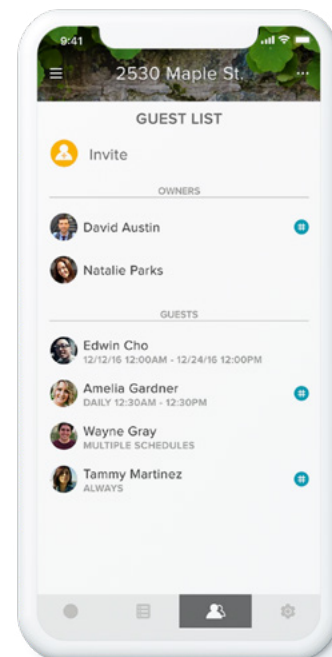 9:41
2530 Maple St.
GUEST LIST
Invite
OWNERS
David Austin
#
Natalie Parks
GUESTS
Edwin Cho
12/12/16 12:00AM - 12/24/16 12:00PM
Amelia Gardner
DAILY 12:30AM - 12:30PM
#
Wayne Gray
MULTIPLE SCHEDULES
Tammy Martinez
ALWAYS
#